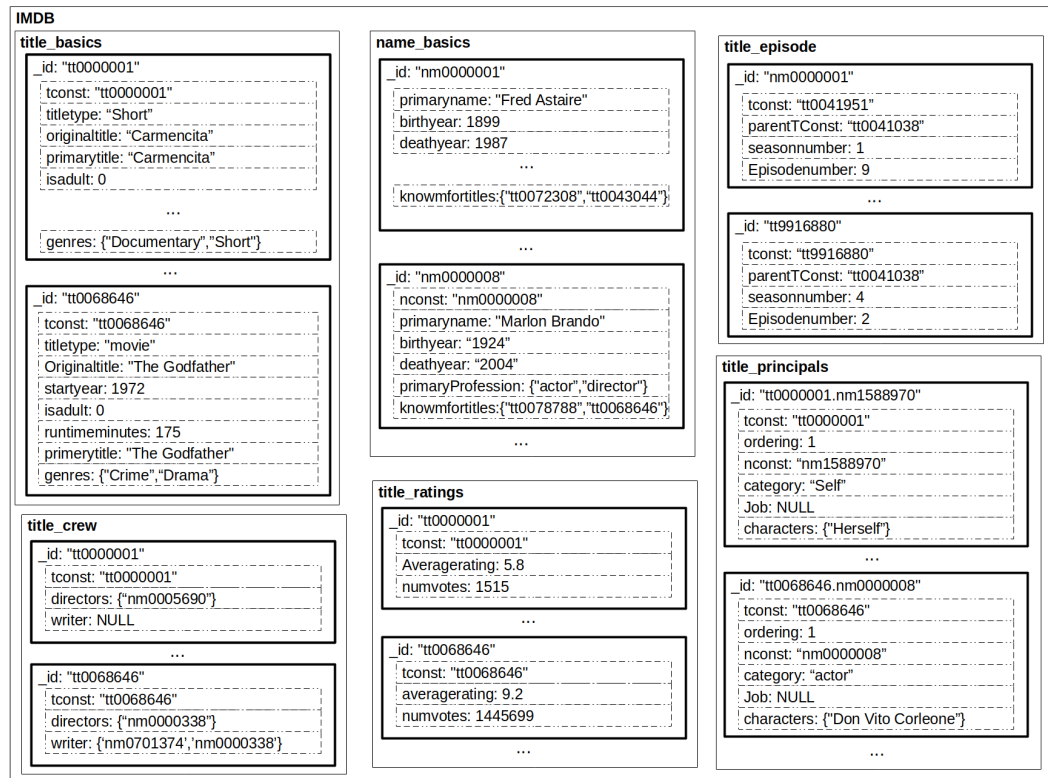 IMDB
title_basics
_id: "tt0000001"
tconst: "tt0000001"
titletype: “Short”
originaltitle: “Carmencita”
primarytitle: “Carmencita”
isadult: 0
...
genres: {"Documentary”,”Short"}
...
_id: "tt0068646"
tconst: "tt0068646"
titletype: "movie"
Originaltitle: "The Godfather"
startyear: 1972
isadult: 0
runtimeminutes: 175
primerytitle: "The Godfather"
genres: {"Crime”,“Drama”}
title_crew
_id: "tt0000001"
tconst: "tt0000001"
directors: {“nm0005690”}
writer: NULL
...
_id: "tt0068646"
tconst: "tt0068646"
directors: {“nm0000338”}
writer: {‘nm0701374’,’nm0000338’}
name_basics
_id: "nm0000001"
primaryname: "Fred Astaire"
birthyear: 1899
deathyear: 1987
...
knowmfortitles:{"tt0072308”,“tt0043044”}
...
_id: "nm0000008"
nconst: "nm0000008"
primaryname: "Marlon Brando"
birthyear: “1924”
deathyear: “2004”
primaryProfession: {"actor”,”director"}
knowmfortitles:{"tt0078788”,”tt0068646"}
...
title_ratings
_id: "tt0000001"
tconst: "tt0000001"
Averagerating: 5.8
numvotes: 1515
...
_id: "tt0068646"
tconst: "tt0068646"
averagerating: 9.2
numvotes: 1445699
...
title_episode
_id: "nm0000001"
tconst: “tt0041951”
parentTConst: “tt0041038”
seasonnumber: 1
Episodenumber: 9
...
_id: "tt9916880"
tconst: “tt9916880”
parentTConst: “tt0041038”
seasonnumber: 4
Episodenumber: 2
title_principals
_id: "tt0000001.nm1588970"
tconst: "tt0000001"
ordering: 1
nconst: “nm1588970”
category: “Self”
Job: NULL
characters: {"Herself”}
...
_id: "tt0068646.nm0000008"
tconst: "tt0068646"
ordering: 1
nconst: “nm0000008”
category: “actor”
Job: NULL
characters: {"Don Vito Corleone”}
...